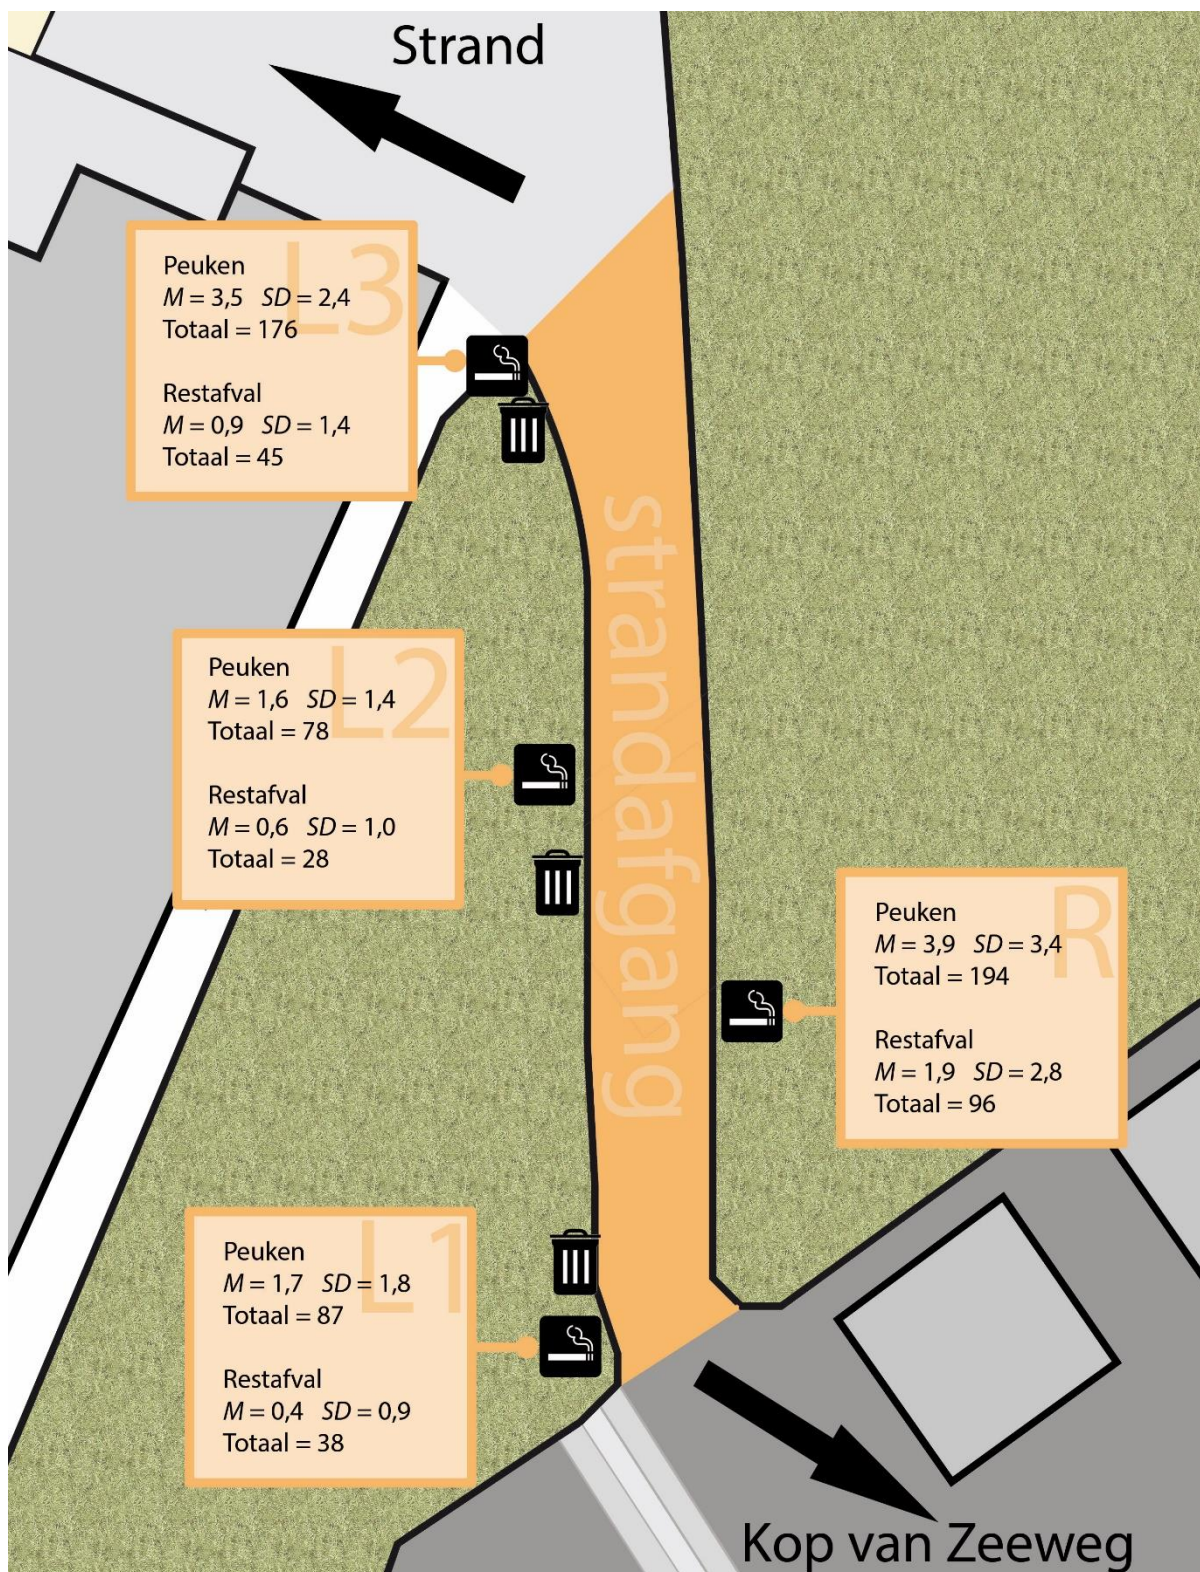 Strand
L3
Peuken
M = 3,5 SD = 2,4
Totaal = 176
Restafval
M = 0,9 SD = 1,4
Totaal = 45
strandafgang
L2
Peuken
M = 1,6 SD = 1,4
Totaal = 78
Restafval
M = 0,6 SD = 1,0
Totaal = 28
R
Peuken
M = 3,9 SD = 3,4
Totaal = 194
Restafval
M = 1,9 SD = 2,8
Totaal = 96
L1
Peuken
M = 1,7 SD = 1,8
Totaal = 87
Restafval
M = 0,4 SD = 0,9
Totaal = 38
Kop van Zeeweg